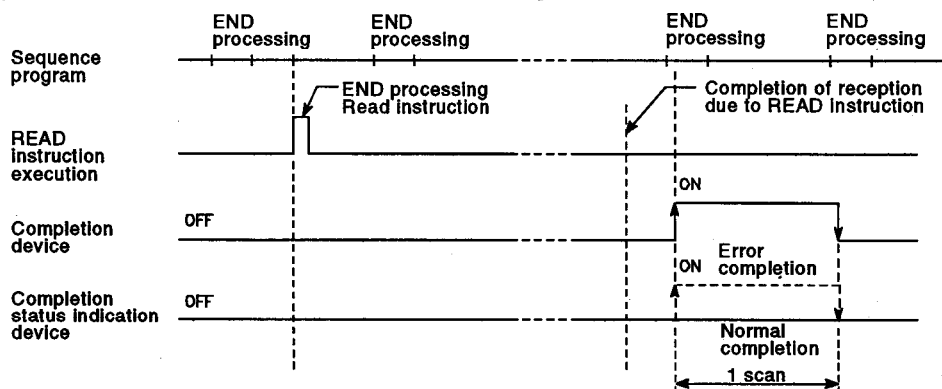 END
processing
END
processing
END
processing
END
processing
Sequence
program
END processing
Read instruction
Completion of reception
due to READ instruction
READ
instruction
execution
ON
OFF
Completion
device
ON
Error
completion
OFF
Completion
status indication
device
Normal
completion
1 scan